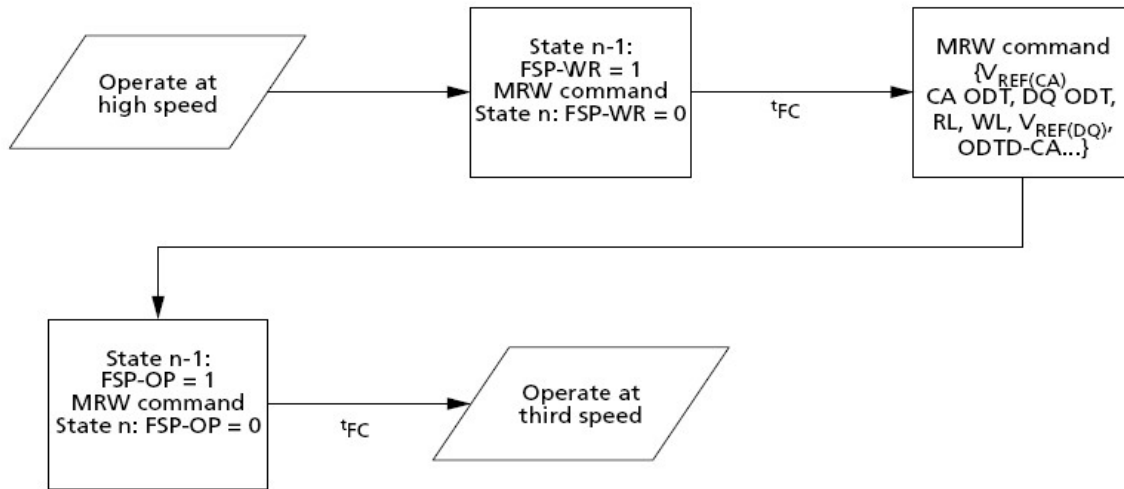 Operate at
high speed
State n-1:
FSP-WR = 1
MRW command
State n: FSP-WR = 0
tFC
MRW command
{VREF(CA)
CA ODT, DQ ODT,
RL, WL, VREF(DQ),
ODTD-CA...}
State n-1:
FSP-OP = 1
MRW command
State n: FSP-OP = 0
tFC
Operate at
third speed